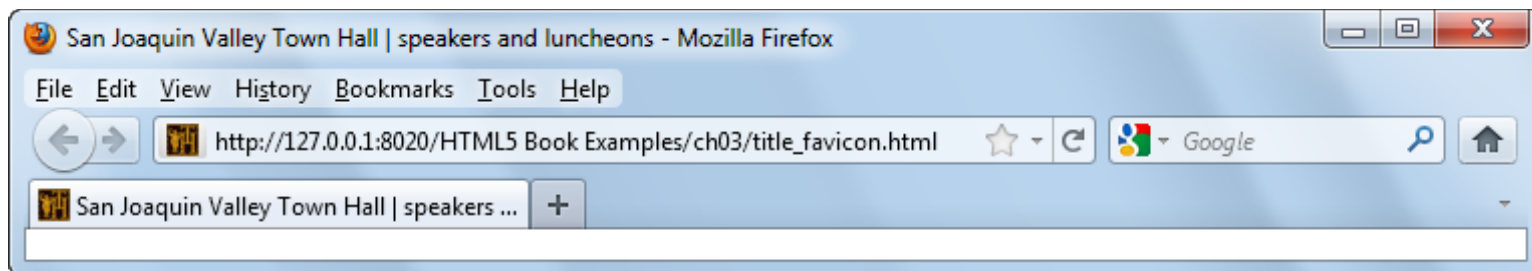 San Joaquin Valley Town Hall | speakers and luncheons - Mozilla Firefox
File Edit View History Bookmarks Tools Help
http://127.0.0.1:8020/HTML5 Book Examples/ch03/title_favicon.html Google
San Joaquin Valley Town Hall | speakers ...